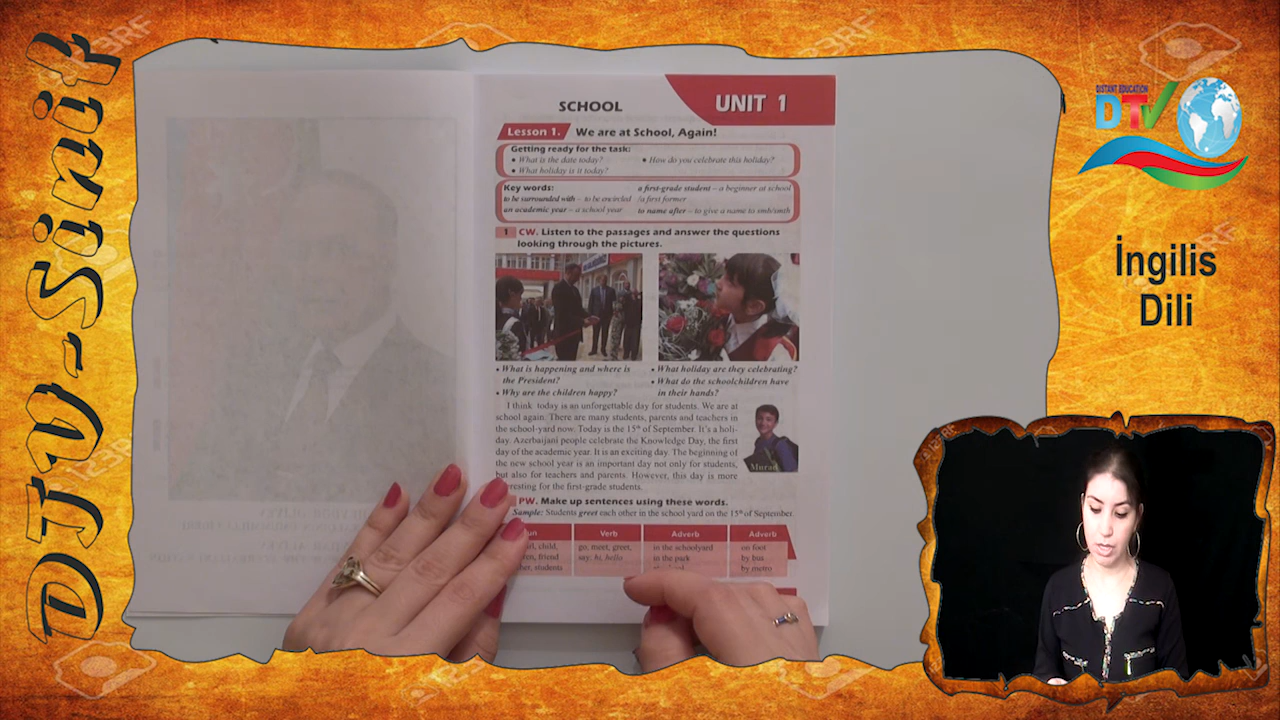 DTV-Sinif
DISTANT EDUCATION
DTV
İngilis
Dili
SCHOOL
UNIT 1
Lesson 1. We are at School, Again!
Getting ready for the task:
• What is the date today? • How do you celebrate this holiday?
• What holiday is it today?
Key words: a first-grade student – a beginner at school
to be surrounded with – to be encircled /a first former
an academic year – a school year to name after – to give a name to smb/smth
1 CW. Listen to the passages and answer the questions
looking through the pictures.
• What is happening and where is
the President?
• Why are the children happy?
• What holiday are they celebrating?
• What do the schoolchildren have
in their hands?
I think today is an unforgettable day for students. We are at
school again. There are many students, parents and teachers in
the school-yard now. Today is the 15th of September. It's a holi-
day. Azerbaijani people celebrate the Knowledge Day, the first
day of the academic year. It is an exciting day. The beginning of
the new school year is an important day not only for students,
but also for teachers and parents. However, this day is more
eresting for the first-grade students.
Murad
PW. Make up sentences using these words.
Sample: Students greet each other in the school yard on the 15th of September.
un Verb Adverb Adverb
irl, child, go, meet, greet, in the schoolyard on foot
ren, friend say: hi, hello in the park by bus
her, students by metro